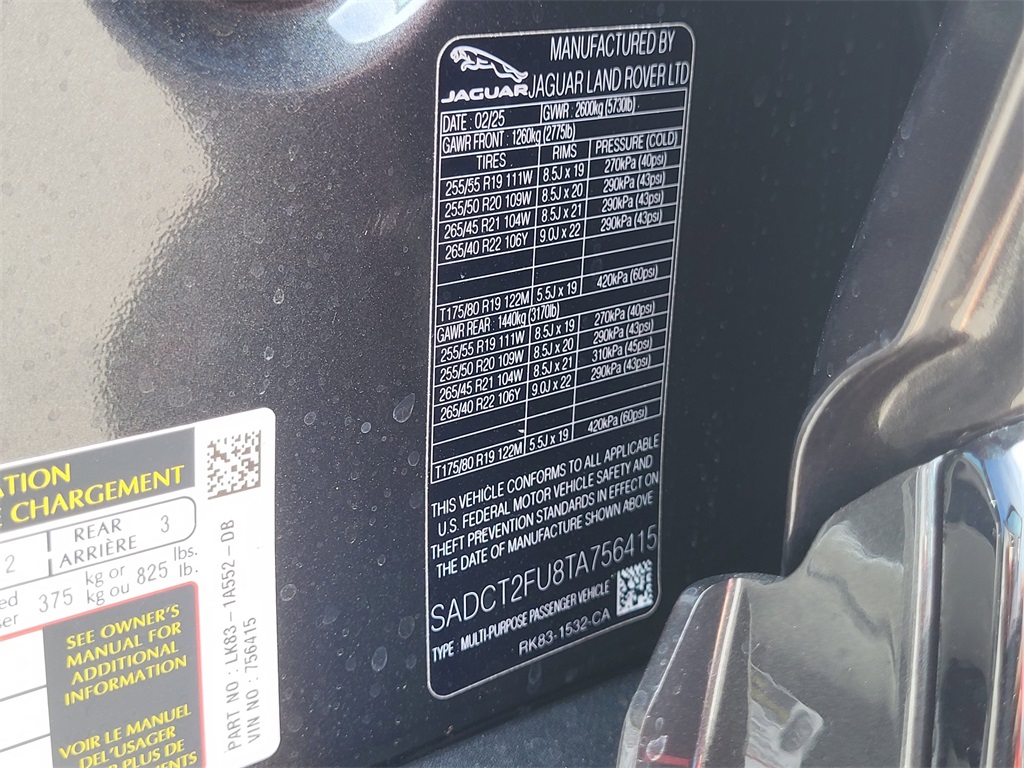 JAGUAR
MANUFACTURED BY
JAGUAR LAND ROVER LTD
DATE : 02/25 GVWR : 2600kg (5730lb)
GAWR FRONT : 1260kg (2775lb)
TIRES RIMS PRESSURE (COLD)
255/55 R19 111W 8.5J x 19 270kPa (40psi)
255/50 R20 109W 8.5J x 20 290kPa (43psi)
265/45 R21 104W 8.5J x 21 290kPa (43psi)
265/40 R22 106Y 9.0J x 22 290kPa (43psi)
T175/80 R19 122M 5.5J x 19 420kPa (60psi)
GAWR REAR : 1440kg (3170lb)
255/55 R19 111W 8.5J x 19 270kPa (40psi)
255/50 R20 109W 8.5J x 20 290kPa (43psi)
265/45 R21 104W 8.5J x 21 310kPa (45psi)
265/40 R22 106Y 9.0J x 22 290kPa (43psi)
T175/80 R19 122M 5.5J x 19 420kPa (60psi)
THIS VEHICLE CONFORMS TO ALL APPLICABLE
U.S. FEDERAL MOTOR VEHICLE SAFETY AND
THEFT PREVENTION STANDARDS IN EFFECT ON
THE DATE OF MANUFACTURE SHOWN ABOVE
SADCT2FU8TA756415
TYPE : MULTI-PURPOSE PASSENGER VEHICLE
RK83-1532-CA
ATION
E CHARGEMENT
2 REAR 3
ARRIÈRE
375 kg or 825 lbs.
kg ou lb.
SEE OWNER'S
MANUAL FOR
ADDITIONAL
INFORMATION
VOIR LE MANUEL
DEL'USAGER
PLUS DE
PART NO : LK83-1A552-DB
VIN NO : 756415